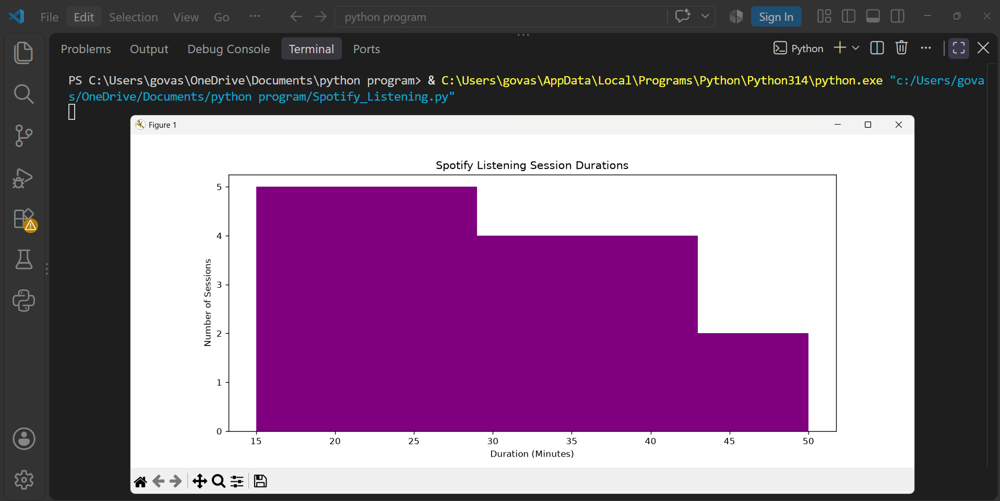 File Edit Selection View Go ··· python program Sign In
Problems Output Debug Console Terminal Ports Python
PS C:\Users\govas\OneDrive\Documents\python program> & C:\Users\govas\AppData\Local\Programs\Python\Python314\python.exe "c:/Users/gova
s/OneDrive/Documents/python program/Spotify_Listening.py"
Figure 1
Spotify Listening Session Durations
5
4
3
2
1
0
Number of Sessions
15 20 25 30 35 40 45 50
Duration (Minutes)